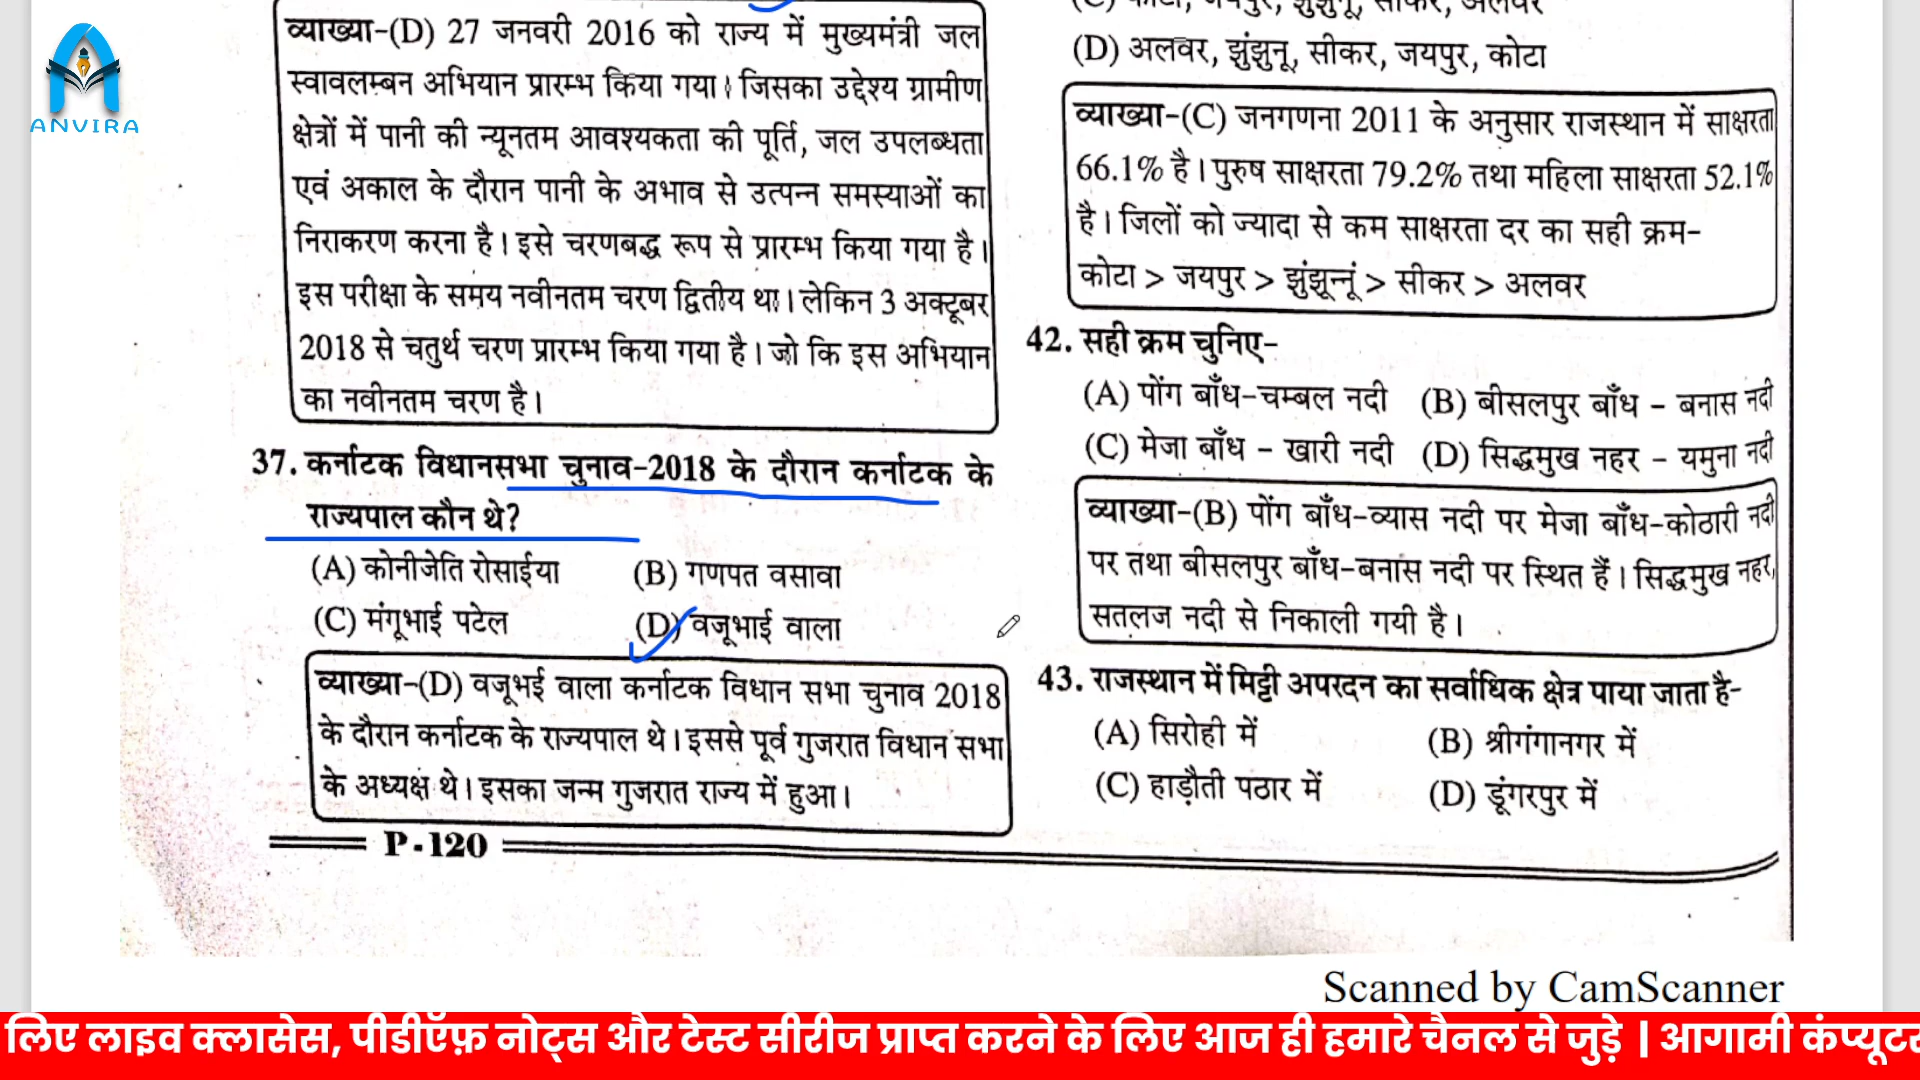 ANVIRA
व्याख्या-(D) 27 जनवरी 2016 को राज्य में मुख्यमंत्री जल
स्वावलम्बन अभियान प्रारम्भ किया गया। जिसका उद्देश्य ग्रामीण
क्षेत्रों में पानी की न्यूनतम आवश्यकता की पूर्ति, जल उपलब्धता
एवं अकाल के दौरान पानी के अभाव से उत्पन्न समस्याओं का
निराकरण करना है। इसे चरणबद्ध रूप से प्रारम्भ किया गया है।
इस परीक्षा के समय नवीनतम चरण द्वितीय था। लेकिन 3 अक्टूबर
2018 से चतुर्थ चरण प्रारम्भ किया गया है। जो कि इस अभियान
का नवीनतम चरण है।
37. कर्नाटक विधानसभा चुनाव-2018 के दौरान कर्नाटक के
राज्यपाल कौन थे?
(A) कोनीजेति रोसाईया (B) गणपत वसावा
(C) मंगूभाई पटेल (D) वजूभाई वाला
व्याख्या-(D) वजूभई वाला कर्नाटक विधान सभा चुनाव 2018
के दौरान कर्नाटक के राज्यपाल थे। इससे पूर्व गुजरात विधान सभा
के अध्यक्ष थे। इसका जन्म गुजरात राज्य में हुआ।
P-120
(C) कोटा, जयपुर, झुंझुनू, सीकर, अलवर
(D) अलवर, झुंझुनू, सीकर, जयपुर, कोटा
व्याख्या-(C) जनगणना 2011 के अनुसार राजस्थान में साक्षरता
66.1% है। पुरुष साक्षरता 79.2% तथा महिला साक्षरता 52.1%
है। जिलों को ज्यादा से कम साक्षरता दर का सही क्रम-
कोटा > जयपुर > झुंझून्नूं > सीकर > अलवर
42. सही क्रम चुनिए-
(A) पोंग बाँध-चम्बल नदी (B) बीसलपुर बाँध - बनास नदी
(C) मेजा बाँध - खारी नदी (D) सिद्धमुख नहर - यमुना नदी
व्याख्या-(B) पोंग बाँध-व्यास नदी पर मेजा बाँध-कोठारी नदी
पर तथा बीसलपुर बाँध-बनास नदी पर स्थित हैं। सिद्धमुख नहर,
सतलज नदी से निकाली गयी है।
43. राजस्थान में मिट्टी अपरदन का सर्वाधिक क्षेत्र पाया जाता है-
(A) सिरोही में (B) श्रीगंगानगर में
(C) हाड़ौती पठार में (D) डूंगरपुर में
Scanned by CamScanner
लिए लाइव क्लासेस, पीडीऍफ़ नोट्स और टेस्ट सीरीज प्राप्त करने के लिए आज ही हमारे चैनल से जुड़े | आगामी कंप्यूटर